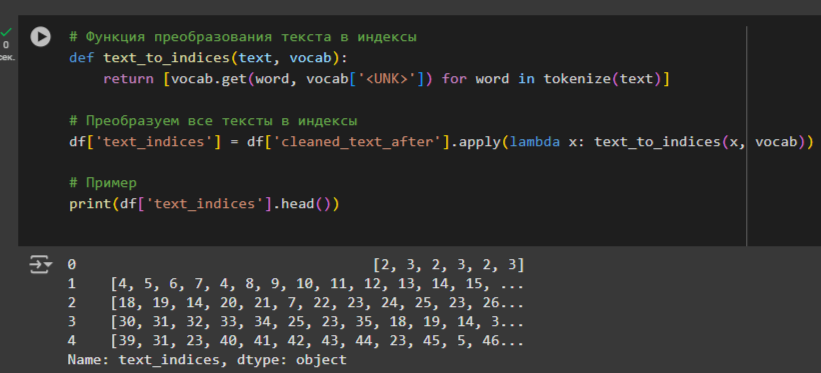 # Функция преобразования текста в индексы
0
сек.
def text_to_indices(text, vocab):
    return [vocab.get(word, vocab['<UNK>']) for word in tokenize(text)]
# Преобразуем все тексты в индексы
df['text_indices'] = df['cleaned_text_after'].apply(lambda x: text_to_indices(x, vocab))
# Пример
print(df['text_indices'].head())
0                                [2, 3, 2, 3, 2, 3]
1    [4, 5, 6, 7, 4, 8, 9, 10, 11, 12, 13, 14, 15, ...
2    [18, 19, 14, 20, 21, 7, 22, 23, 24, 25, 23, 26...
3    [30, 31, 32, 33, 34, 25, 23, 35, 18, 19, 14, 3...
4    [39, 31, 23, 40, 41, 42, 43, 44, 23, 45, 5, 46...
Name: text_indices, dtype: object